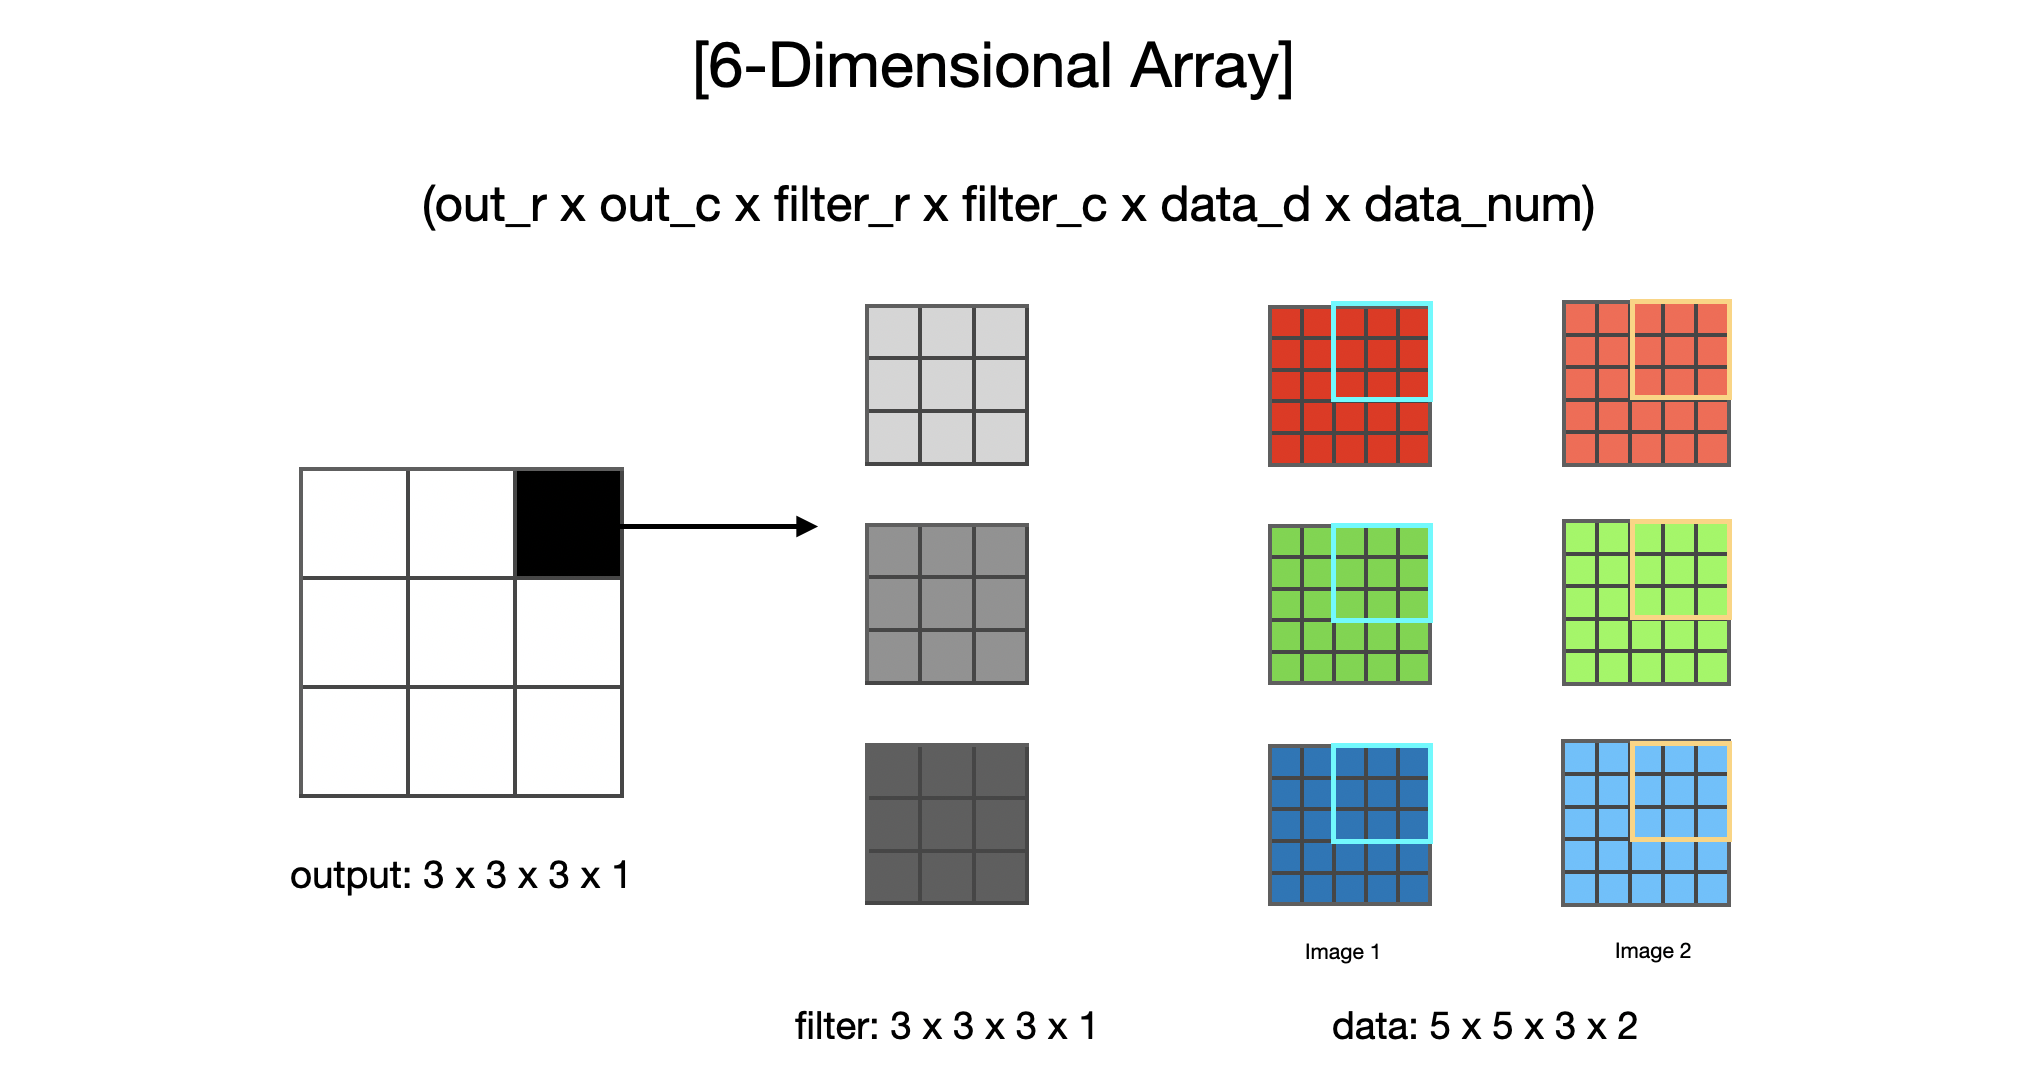 [6-Dimensional Array]
(out_r x out_c x filter_r x filter_c x data_d x data_num)
output: 3 x 3 x 3 x 1
Image 1
Image 2
filter: 3 x 3 x 3 x 1
data: 5 x 5 x 3 x 2